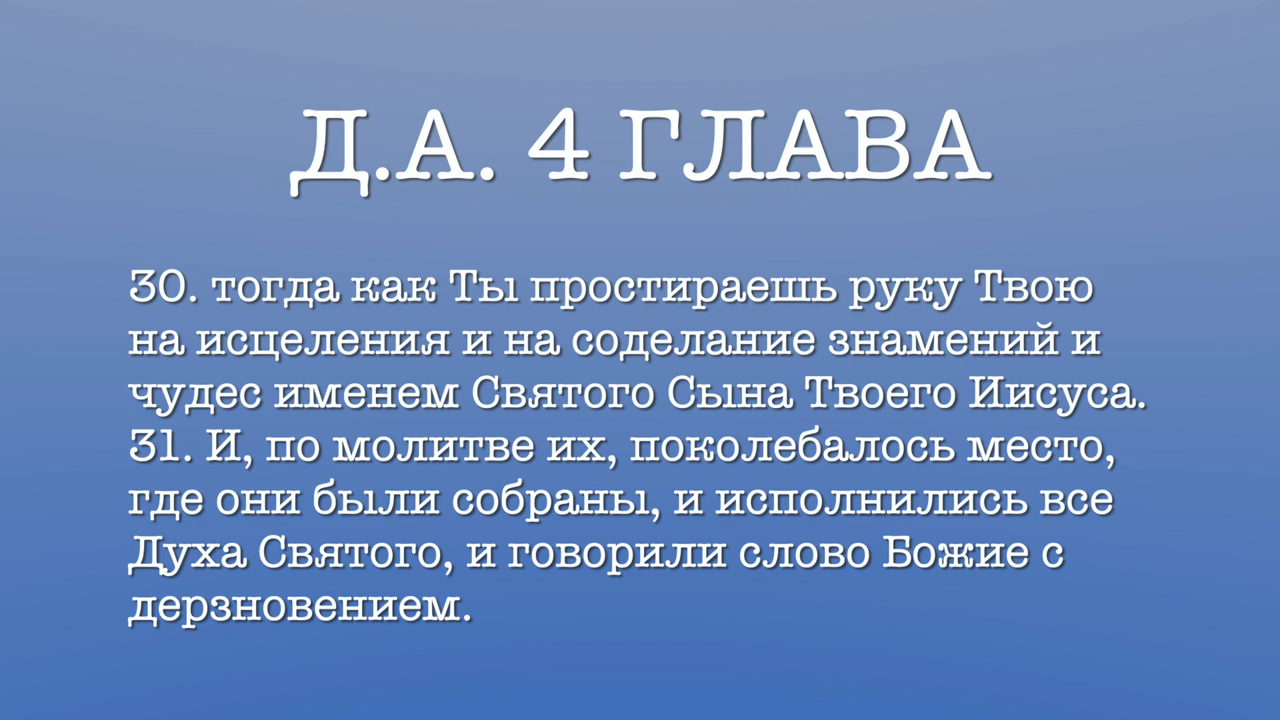 Д.А. 4 ГЛАВА
30. тогда как Ты простираешь руку Твою
на исцеления и на соделание знамений и
чудес именем Святого Сына Твоего Иисуса.
31. И, по молитве их, поколебалось место,
где они были собраны, и исполнились все
Духа Святого, и говорили слово Божие с
дерзновением.